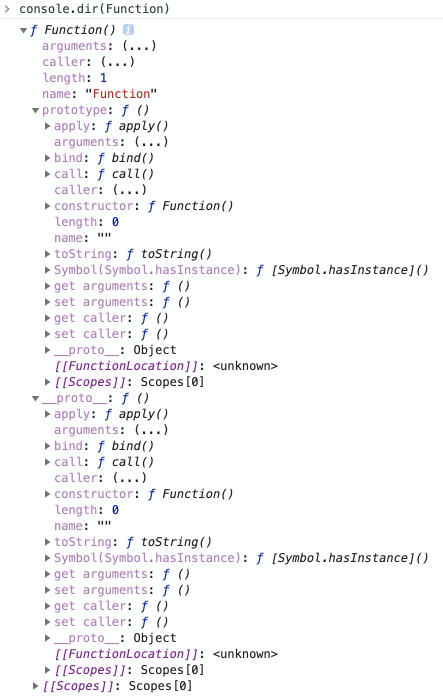 console.dir(Function)
ƒ Function() i
arguments: (...)
caller: (...)
length: 1
name: "Function"
prototype: ƒ ()
apply: ƒ apply()
arguments: (...)
bind: ƒ bind()
call: ƒ call()
caller: (...)
constructor: ƒ Function()
length: 0
name: ""
toString: ƒ toString()
Symbol(Symbol.hasInstance): ƒ [Symbol.hasInstance]()
get arguments: ƒ ()
set arguments: ƒ ()
get caller: ƒ ()
set caller: ƒ ()
__proto__: Object
[[FunctionLocation]]: <unknown>
[[Scopes]]: Scopes[0]
__proto__: ƒ ()
apply: ƒ apply()
arguments: (...)
bind: ƒ bind()
call: ƒ call()
caller: (...)
constructor: ƒ Function()
length: 0
name: ""
toString: ƒ toString()
Symbol(Symbol.hasInstance): ƒ [Symbol.hasInstance]()
get arguments: ƒ ()
set arguments: ƒ ()
get caller: ƒ ()
set caller: ƒ ()
__proto__: Object
[[FunctionLocation]]: <unknown>
[[Scopes]]: Scopes[0]
[[Scopes]]: Scopes[0]